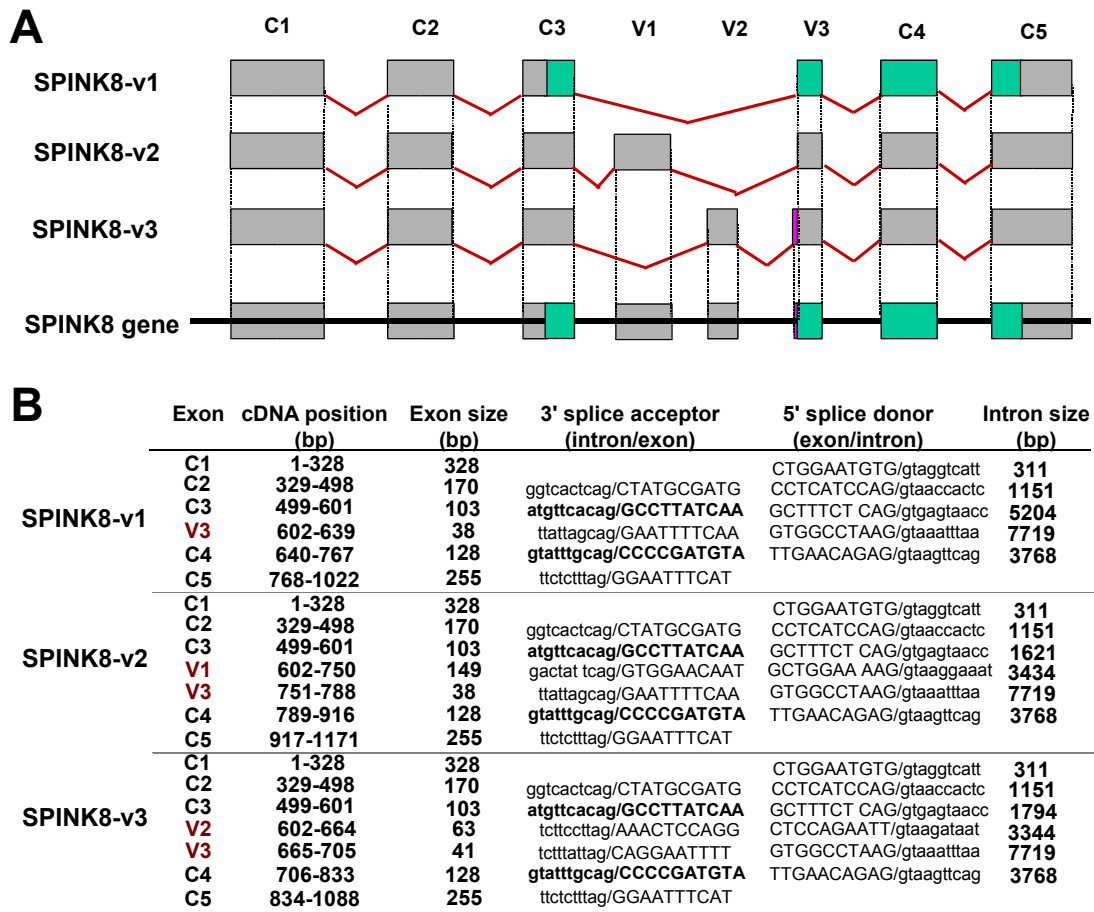 A
C1 C2 C3 V1 V2 V3 C4 C5
SPINK8-v1
SPINK8-v2
SPINK8-v3
SPINK8 gene
B
Exon cDNA position (bp) Exon size (bp) 3' splice acceptor (intron/exon) 5' splice donor (exon/intron) Intron size (bp)
SPINK8-v1
C1 1-328 328 CTGGAATGTG/gtaggtcatt 311
C2 329-498 170 ggtcactcag/CTATGCGATG CCTCATCCAG/gtaaccactc 1151
C3 499-601 103 atgttcacag/GCCTTATCAA GCTTTCT CAG/gtgagtaacc 5204
V3 602-639 38 ttattagcag/GAATTTTCAA GTGGCCTAAG/gtaaatttaa 7719
C4 640-767 128 gtatttgcag/CCCCGATGTA TTGAACAGAG/gtaagttcag 3768
C5 768-1022 255 ttctctttag/GGAATTTCAT
SPINK8-v2
C1 1-328 328 CTGGAATGTG/gtaggtcatt 311
C2 329-498 170 ggtcactcag/CTATGCGATG CCTCATCCAG/gtaaccactc 1151
C3 499-601 103 atgttcacag/GCCTTATCAA GCTTTCT CAG/gtgagtaacc 1621
V1 602-750 149 gactat tcag/GTGGAACAAT GCTGGAA AAG/gtaaggaaat 3434
V3 751-788 38 ttattagcag/GAATTTTCAA GTGGCCTAAG/gtaaatttaa 7719
C4 789-916 128 gtatttgcag/CCCCGATGTA TTGAACAGAG/gtaagttcag 3768
C5 917-1171 255 ttctctttag/GGAATTTCAT
SPINK8-v3
C1 1-328 328 CTGGAATGTG/gtaggtcatt 311
C2 329-498 170 ggtcactcag/CTATGCGATG CCTCATCCAG/gtaaccactc 1151
C3 499-601 103 atgttcacag/GCCTTATCAA GCTTTCT CAG/gtgagtaacc 1794
V2 602-664 63 tcttccttag/AAACTCCAGG CTCCAGAATT/gtaagataat 3344
V3 665-705 41 tctttattag/CAGGAATTTT GTGGCCTAAG/gtaaatttaa 7719
C4 706-833 128 gtatttgcag/CCCCGATGTA TTGAACAGAG/gtaagttcag 3768
C5 834-1088 255 ttctctttag/GGAATTTCAT